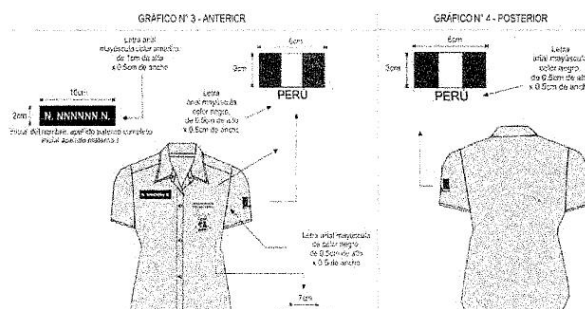 GRÁFICO N° 3 - ANTERIOR
Letra arial
mayúscula color amarillo
de 1cm de alto
x 0.5cm de ancho
10cm
2cm
N. NNNNNN N.
Inicial del nombre, apellido paterno completo
inicial apellido materno
6cm
3cm
PERÚ
Letra
arial mayúscula
color negro,
de 0.5cm de alto
x 0.5cm de ancho
Letra arial mayúscula
de color negro
de 0.5cm de alto
x 0.5 de ancho
7cm
GRÁFICO N° 4 - POSTERIOR
6cm
3cm
PERÚ
Letra
arial mayúscula
color negro,
de 0.5cm de alto
x 0.5cm de ancho